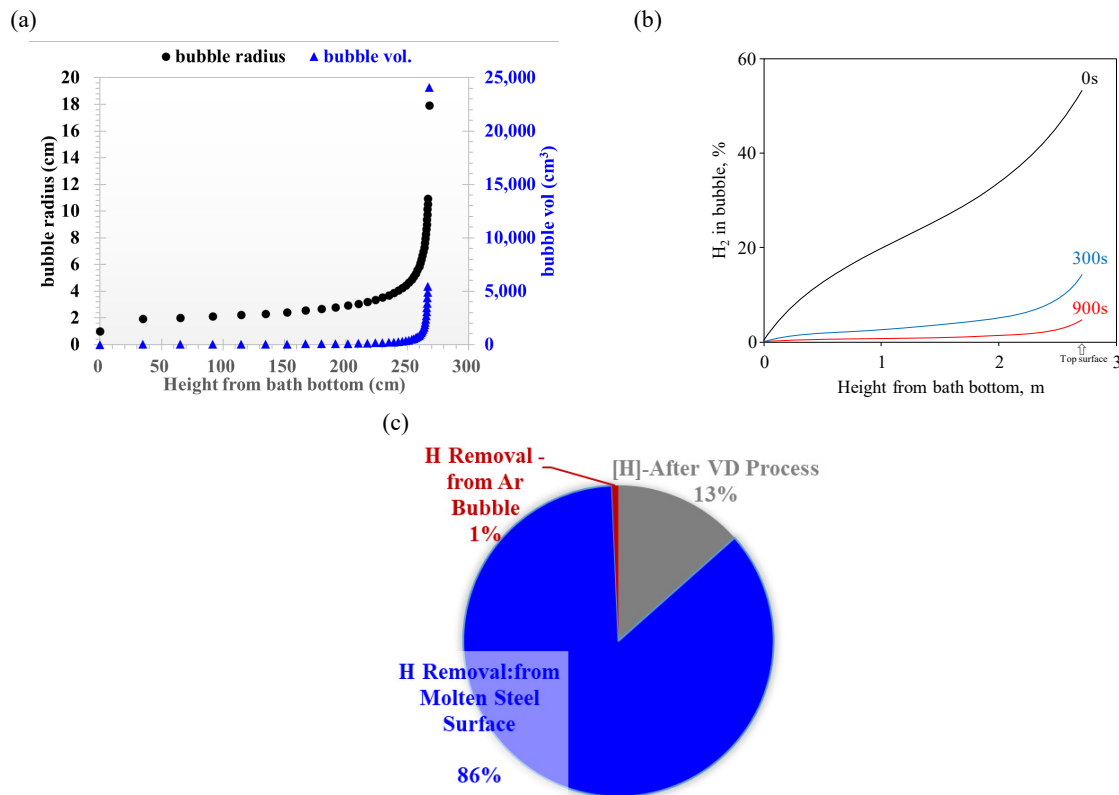 (a)
(b)
bubble radius
bubble vol.
20
18
16
14
12
10
8
6
4
2
0
bubble radius (cm)
25,000
20,000
15,000
10,000
5,000
0
bubble vol (cm³)
0
50
100
150
200
250
300
Height from bath bottom (cm)
60
40
20
0
H₂ in bubble, %
0s
300s
900s
Top surface
0
1
2
3
Height from bath bottom, m
(c)
H Removal -
from Ar
Bubble
1%
[H]-After VD Process
13%
H Removal:from
Molten Steel
Surface
86%